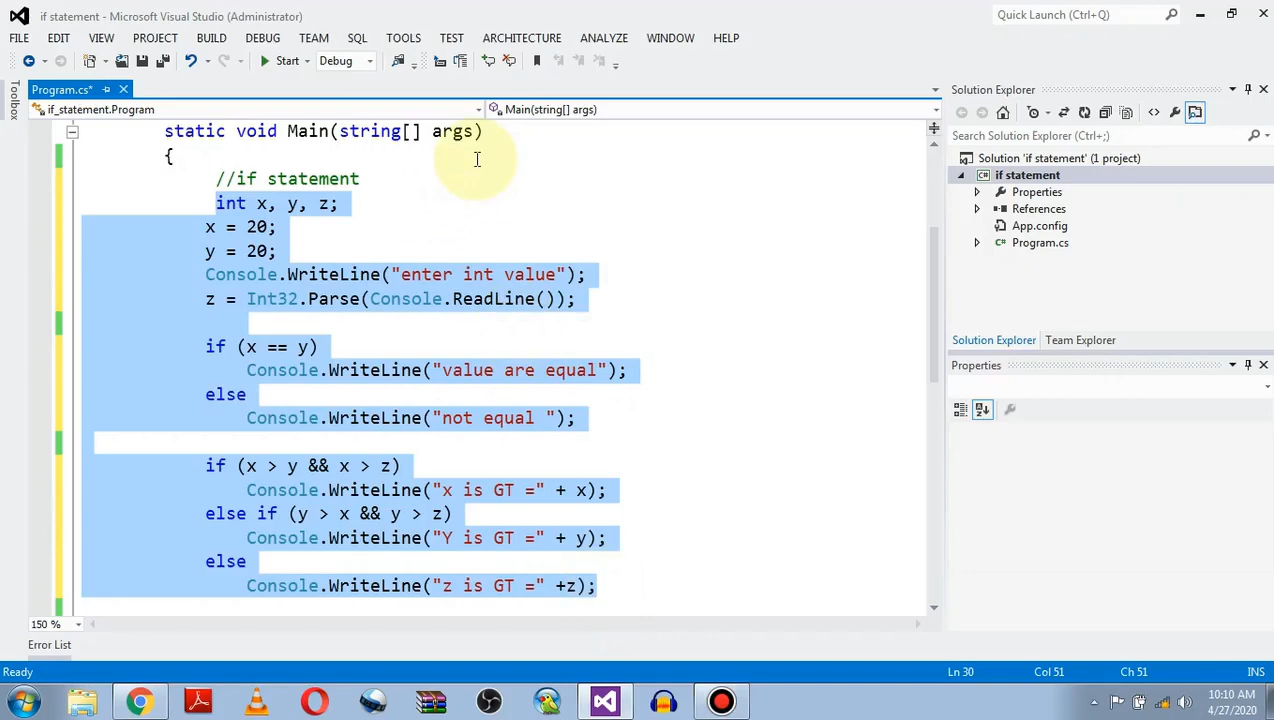 if statement - Microsoft Visual Studio (Administrator)
Quick Launch (Ctrl+Q)
FILE EDIT VIEW PROJECT BUILD DEBUG TEAM SQL TOOLS TEST ARCHITECTURE ANALYZE WINDOW HELP
Start Debug
Toolbox
Program.cs*
if_statement.Program
Main(string[] args)
static void Main(string[] args)
{
//if statement
int x, y, z;
x = 20;
y = 20;
Console.WriteLine("enter int value");
z = Int32.Parse(Console.ReadLine());
if (x == y)
Console.WriteLine("value are equal");
else
Console.WriteLine("not equal ");
if (x > y && x > z)
Console.WriteLine("x is GT =" + x);
else if (y > x && y > z)
Console.WriteLine("Y is GT =" + y);
else
Console.WriteLine("z is GT =" +z);
150 %
Error List
Solution Explorer
Search Solution Explorer (Ctrl+;)
Solution 'if statement' (1 project)
C# if statement
Properties
References
App.config
C# Program.cs
Solution Explorer Team Explorer
Properties
Ready
Ln 30 Col 51 Ch 51 INS
10:10 AM
4/27/2020